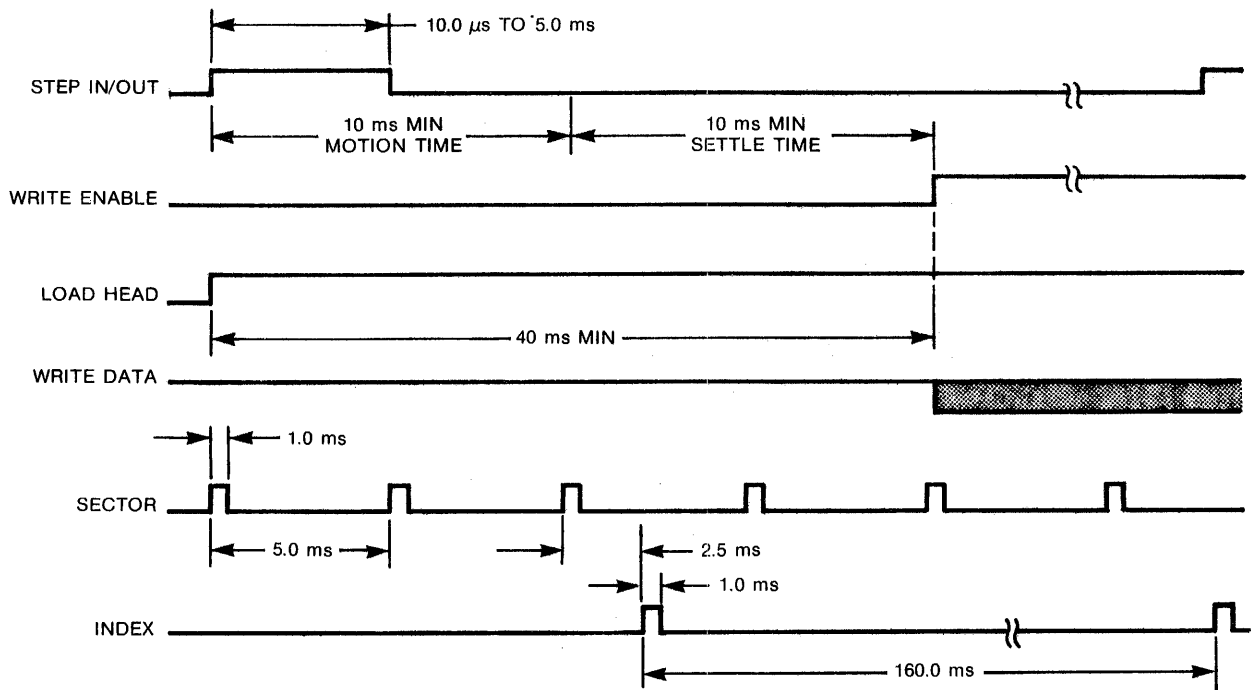 10.0 µs TO 5.0 ms
STEP IN/OUT
10 ms MIN
MOTION TIME
10 ms MIN
SETTLE TIME
WRITE ENABLE
LOAD HEAD
40 ms MIN
WRITE DATA
1.0 ms
SECTOR
5.0 ms
2.5 ms
1.0 ms
INDEX
160.0 ms